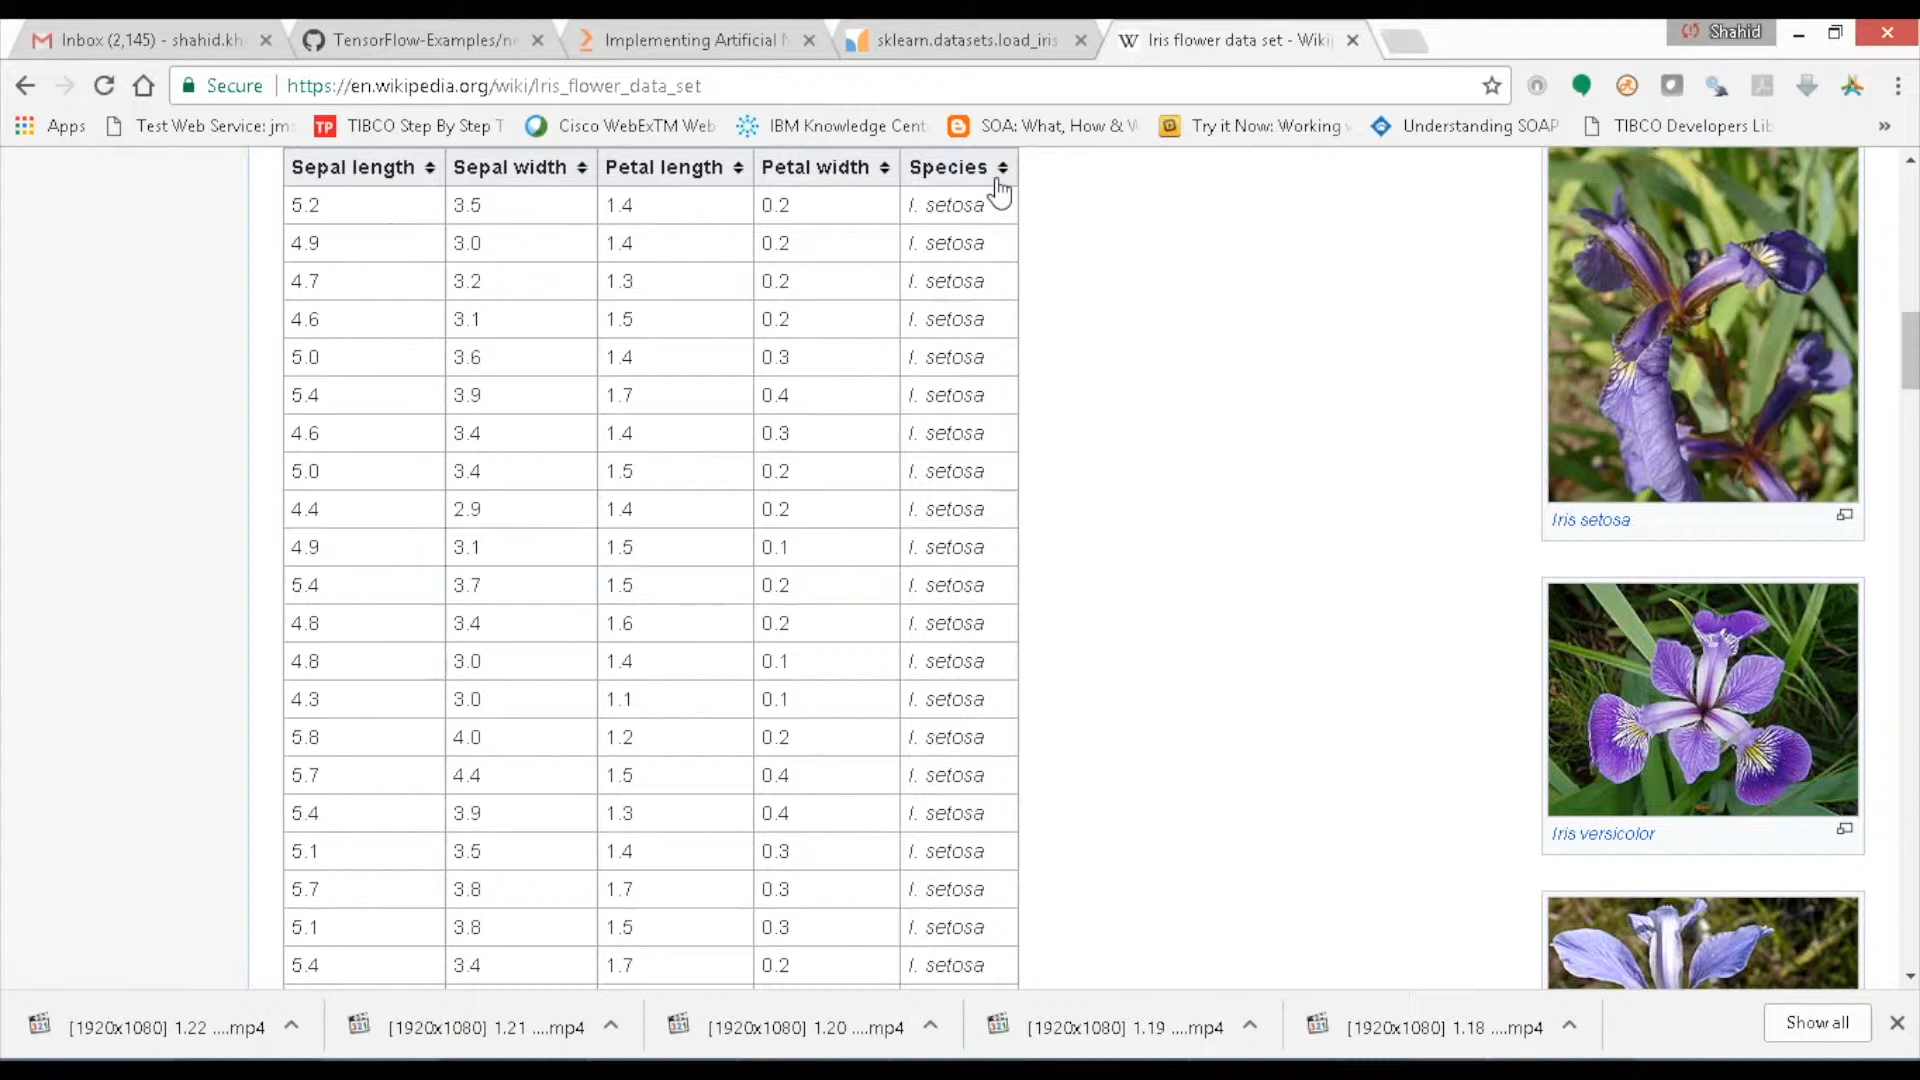 Inbox (2,145) - shahid.kh
TensorFlow-Examples/ne
Implementing Artificial N
sklearn.datasets.load_iris
Iris flower data set - Wiki
Shahid
Secure
https://en.wikipedia.org/wiki/Iris_flower_data_set
Apps
Test Web Service: jms
TIBCO Step By Step T
Cisco WebExTM Web
IBM Knowledge Cent
SOA: What, How & W
Try it Now: Working
Understanding SOAP
TIBCO Developers Lib
Sepal length Sepal width Petal length Petal width Species
5.2 3.5 1.4 0.2 I. setosa
4.9 3.0 1.4 0.2 I. setosa
4.7 3.2 1.3 0.2 I. setosa
4.6 3.1 1.5 0.2 I. setosa
5.0 3.6 1.4 0.3 I. setosa
5.4 3.9 1.7 0.4 I. setosa
4.6 3.4 1.4 0.3 I. setosa
5.0 3.4 1.5 0.2 I. setosa
4.4 2.9 1.4 0.2 I. setosa
4.9 3.1 1.5 0.1 I. setosa
5.4 3.7 1.5 0.2 I. setosa
4.8 3.4 1.6 0.2 I. setosa
4.8 3.0 1.4 0.1 I. setosa
4.3 3.0 1.1 0.1 I. setosa
5.8 4.0 1.2 0.2 I. setosa
5.7 4.4 1.5 0.4 I. setosa
5.4 3.9 1.3 0.4 I. setosa
5.1 3.5 1.4 0.3 I. setosa
5.7 3.8 1.7 0.3 I. setosa
5.1 3.8 1.5 0.3 I. setosa
5.4 3.4 1.7 0.2 I. setosa
Iris setosa
Iris versicolor
[1920x1080] 1.22 ....mp4
[1920x1080] 1.21 ....mp4
[1920x1080] 1.20 ....mp4
[1920x1080] 1.19 ....mp4
[1920x1080] 1.18 ....mp4
Show all